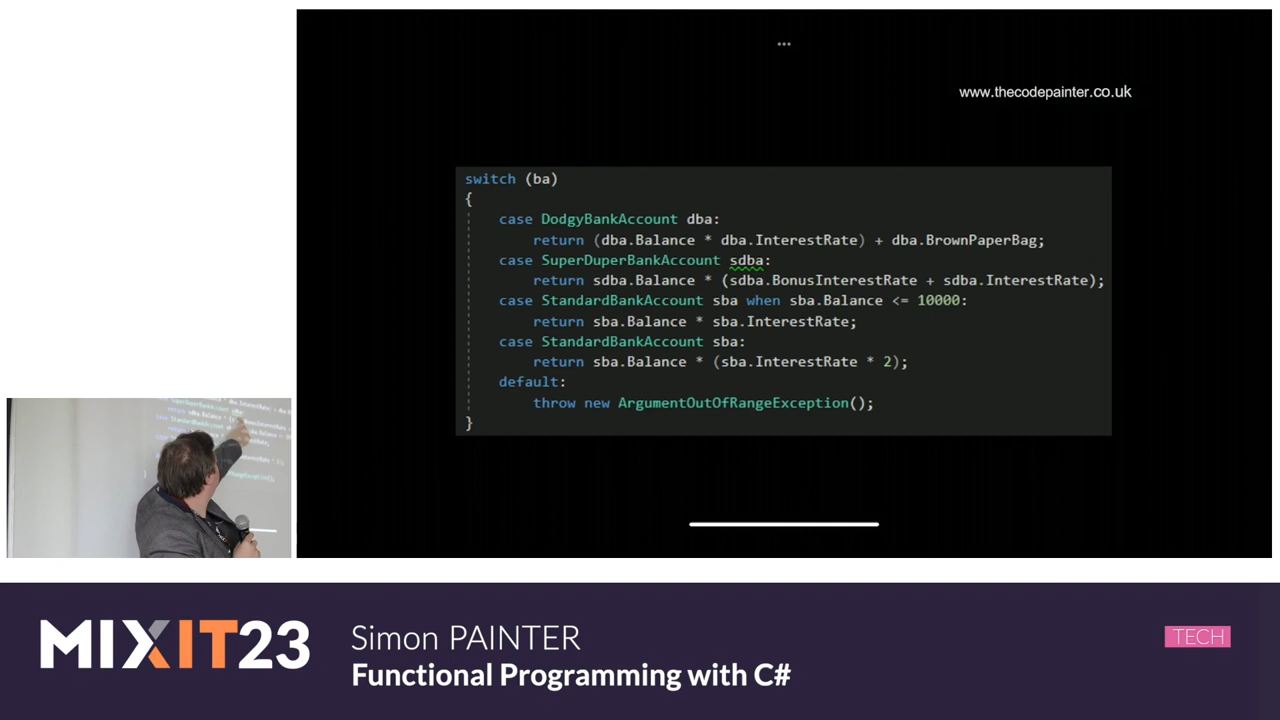 ...
www.thecodepainter.co.uk
switch (ba)
{
case DodgyBankAccount dba:
return (dba.Balance * dba.InterestRate) + dba.BrownPaperBag;
case SuperDuperBankAccount sdba:
return sdba.Balance * (sdba.BonusInterestRate + sdba.InterestRate);
case StandardBankAccount sba when sba.Balance <= 10000:
return sba.Balance * sba.InterestRate;
case StandardBankAccount sba:
return sba.Balance * (sba.InterestRate * 2);
default:
throw new ArgumentOutOfRangeException();
}
MIXIT23
Simon PAINTER
TECH
Functional Programming with C#